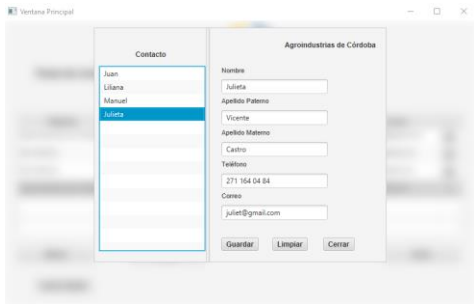 Ventana Principal
Contacto
Juan
Liliana
Manuel
Julieta
Agroindustrias de Córdoba
Nombre
Julieta
Apellido Paterno
Vicente
Apellido Materno
Castro
Teléfono
271 164 04 84
Correo
juliet@gmail.com
Guardar Limpiar Cerrar